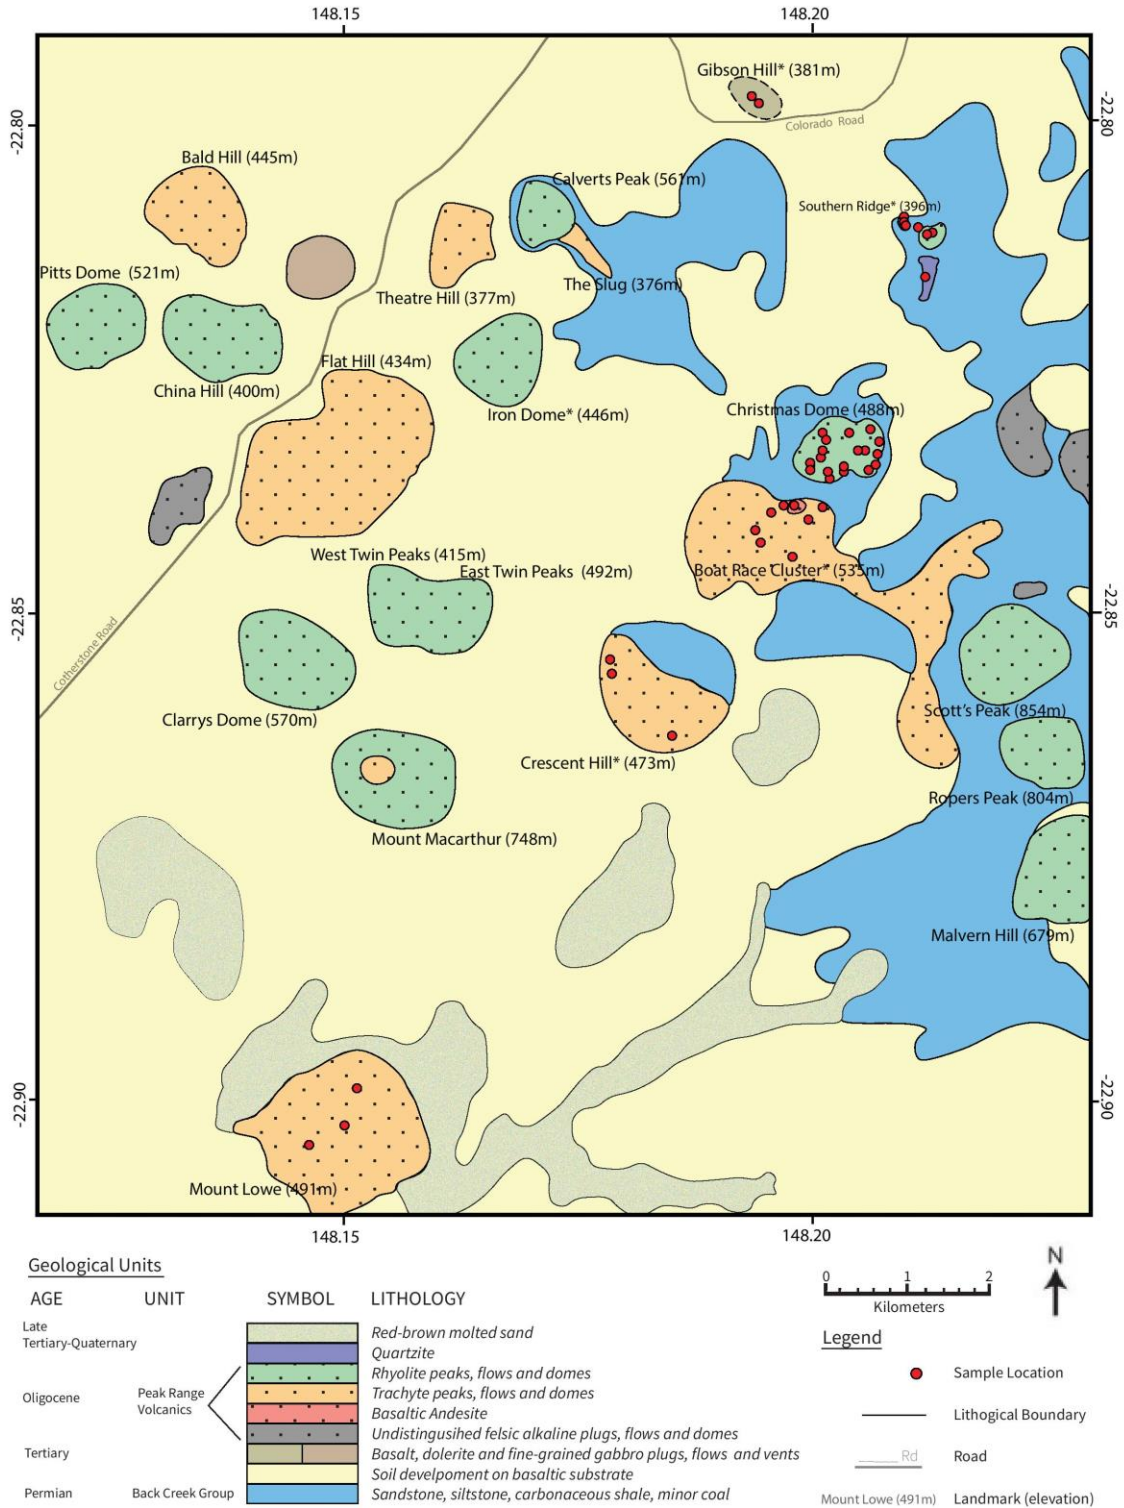 148.15
148.20
Gibson Hill* (381m)
-22.80
-22.80
Colorado Road
Bald Hill (445m)
Calverts Peak (561m)
Southern Ridge* (396m)
Pitts Dome (521m)
The Slug (376m)
Theatre Hill (377m)
Flat Hill (434m)
China Hill (400m)
Iron Dome* (446m)
Christmas Dome (488m)
West Twin Peaks (415m)
East Twin Peaks (492m)
Boat Race Cluster* (535m)
-22.85
-22.85
Cotherstone Road
Clarrys Dome (570m)
Scott's Peak (854m)
Crescent Hill* (473m)
Ropers Peak (804m)
Mount Macarthur (748m)
Malvern Hill (679m)
-22.90
-22.90
Mount Lowe (491m)
148.15
148.20
Geological Units
AGE UNIT SYMBOL LITHOLOGY
Late
Tertiary-Quaternary
Red-brown molted sand
Quartzite
Rhyolite peaks, flows and domes
Oligocene
Peak Range
Volcanics
Trachyte peaks, flows and domes
Basaltic Andesite
Undistingusihed felsic alkaline plugs, flows and domes
Tertiary
Basalt, dolerite and fine-grained gabbro plugs, flows and vents
Soil develpoment on basaltic substrate
Permian Back Creek Group Sandstone, siltstone, carbonaceous shale, minor coal
0 1 2
Kilometers
N
Legend
Sample Location
Lithogical Boundary
Rd Road
Mount Lowe (491m) Landmark (elevation)